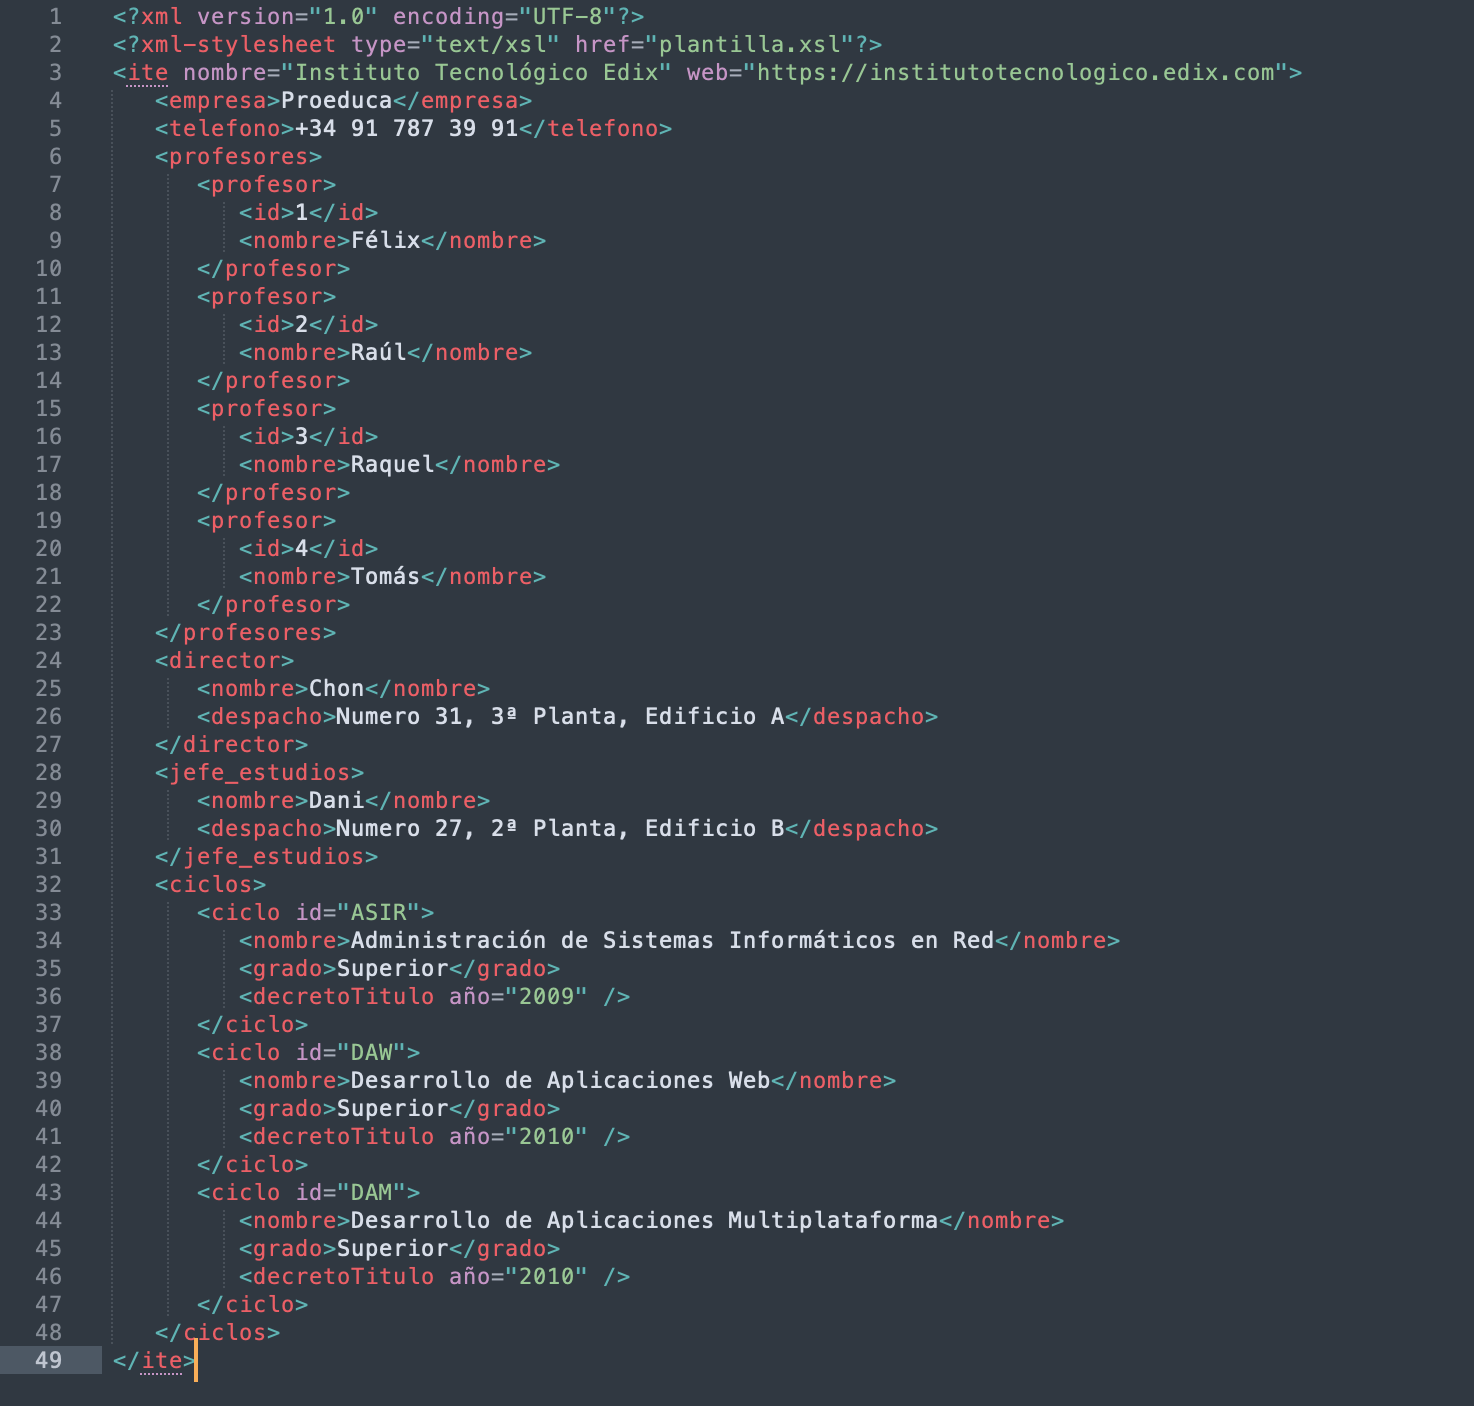 1 <?xml version="1.0" encoding="UTF-8"?>
2 <?xml-stylesheet type="text/xsl" href="plantilla.xsl"?>
3 <ite nombre="Instituto Tecnológico Edix" web="https://institutotecnologico.edix.com">
4 <empresa>Proeduca</empresa>
5 <telefono>+34 91 787 39 91</telefono>
6 <profesores>
7 <profesor>
8 <id>1</id>
9 <nombre>Félix</nombre>
10 </profesor>
11 <profesor>
12 <id>2</id>
13 <nombre>Raúl</nombre>
14 </profesor>
15 <profesor>
16 <id>3</id>
17 <nombre>Raquel</nombre>
18 </profesor>
19 <profesor>
20 <id>4</id>
21 <nombre>Tomás</nombre>
22 </profesor>
23 </profesores>
24 <director>
25 <nombre>Chon</nombre>
26 <despacho>Numero 31, 3ª Planta, Edificio A</despacho>
27 </director>
28 <jefe_estudios>
29 <nombre>Dani</nombre>
30 <despacho>Numero 27, 2ª Planta, Edificio B</despacho>
31 </jefe_estudios>
32 <ciclos>
33 <ciclo id="ASIR">
34 <nombre>Administración de Sistemas Informáticos en Red</nombre>
35 <grado>Superior</grado>
36 <decretoTitulo año="2009" />
37 </ciclo>
38 <ciclo id="DAW">
39 <nombre>Desarrollo de Aplicaciones Web</nombre>
40 <grado>Superior</grado>
41 <decretoTitulo año="2010" />
42 </ciclo>
43 <ciclo id="DAM">
44 <nombre>Desarrollo de Aplicaciones Multiplataforma</nombre>
45 <grado>Superior</grado>
46 <decretoTitulo año="2010" />
47 </ciclo>
48 </ciclos>
49 </ite>